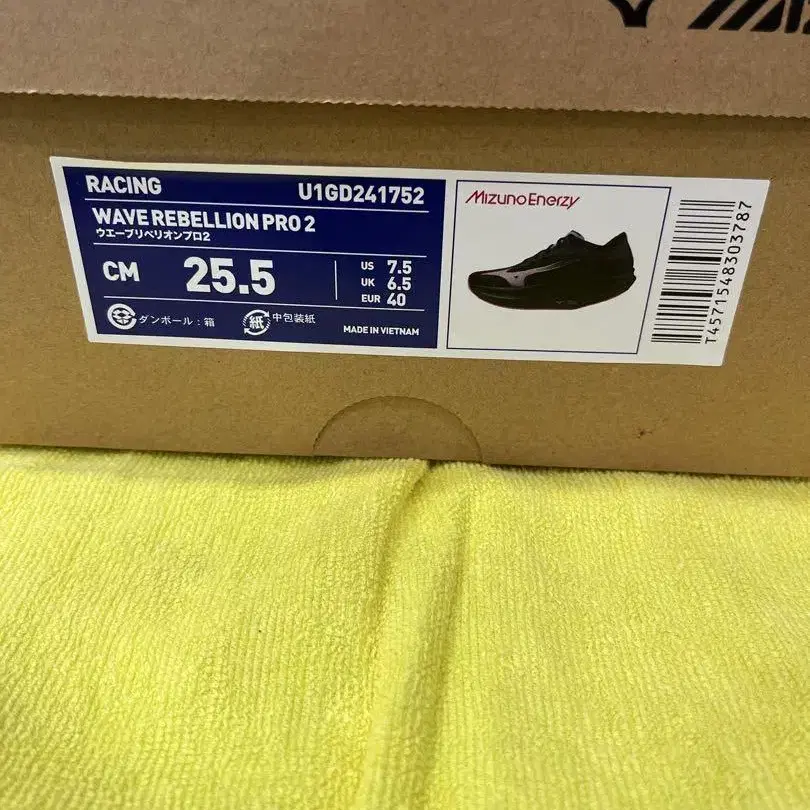 RACING U1GD241752
WAVE REBELLION PRO 2
ウエーブリベリオンプロ2
CM 25.5
US 7.5
UK 6.5
EUR 40
ダンボール:箱
紙 中包装紙
MADE IN VIETNAM
MizunoEnerzy
T4571548303787